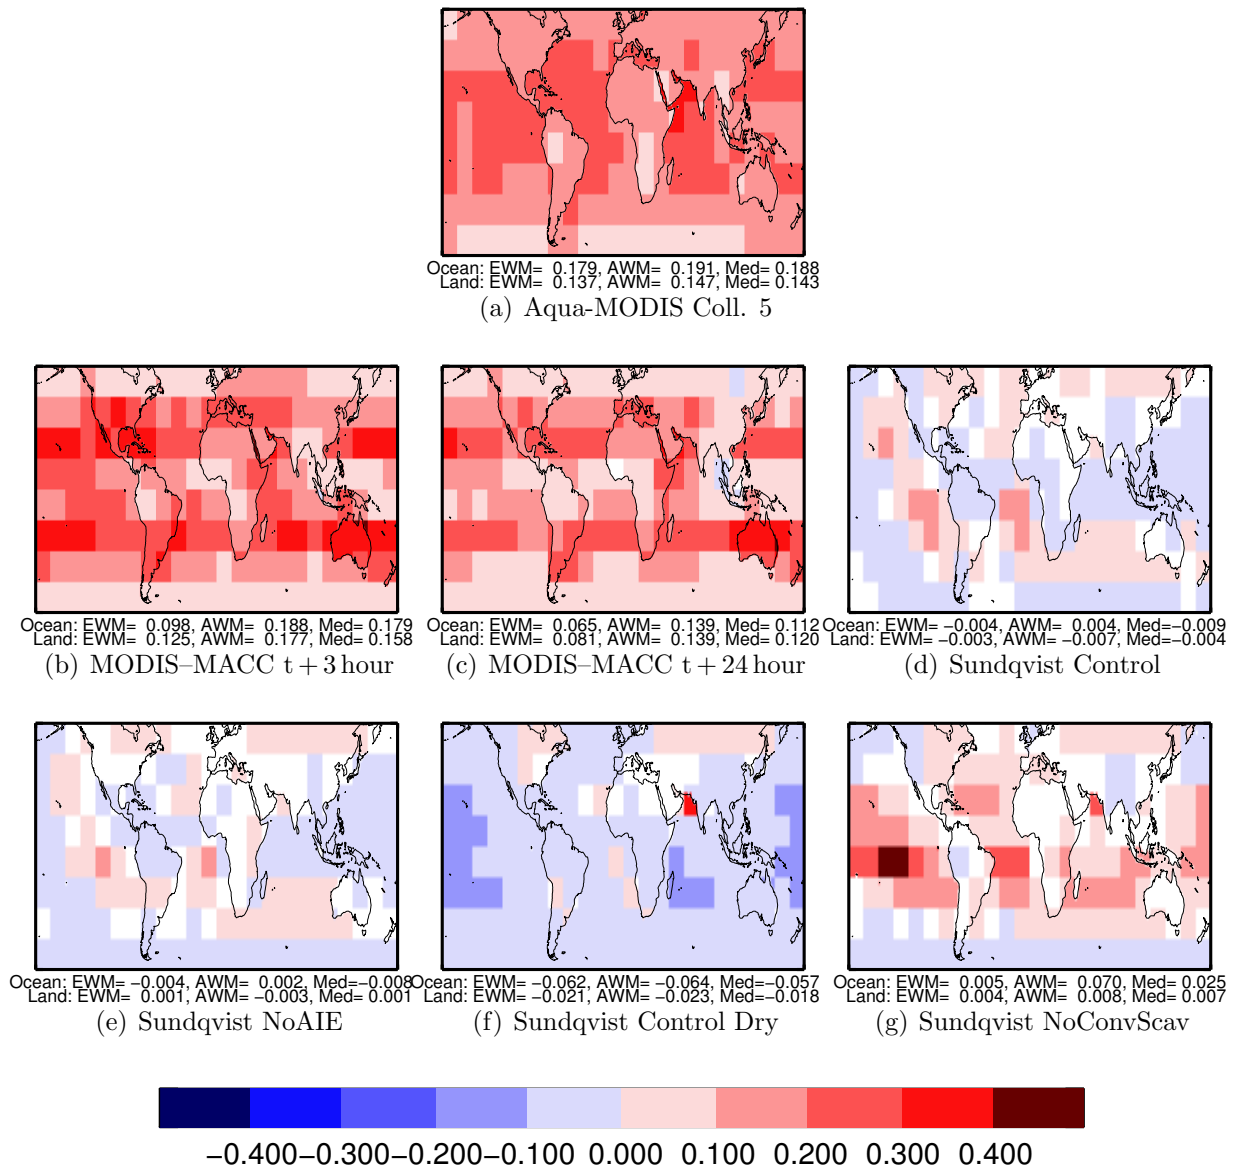 Ocean: EWM= 0.179, AWM= 0.191, Med= 0.188
Land: EWM= 0.137, AWM= 0.147, Med= 0.143
(a) Aqua-MODIS Coll. 5
Ocean: EWM= 0.098, AWM= 0.188, Med= 0.179
Land: EWM= 0.125, AWM= 0.177, Med= 0.158
(b) MODIS–MACC t + 3 hour
Ocean: EWM= 0.065, AWM= 0.139, Med= 0.112
Land: EWM= 0.081, AWM= 0.139, Med= 0.120
(c) MODIS–MACC t + 24 hour
Ocean: EWM= −0.004, AWM= 0.004, Med=−0.009
Land: EWM= −0.003, AWM= −0.007, Med=−0.004
(d) Sundqvist Control
Ocean: EWM= −0.004, AWM= 0.002, Med=−0.008
Land: EWM= 0.001, AWM= −0.003, Med= 0.001
(e) Sundqvist NoAIE
Ocean: EWM= −0.062, AWM= −0.064, Med=−0.057
Land: EWM= −0.021, AWM= −0.023, Med=−0.018
(f) Sundqvist Control Dry
Ocean: EWM= 0.005, AWM= 0.070, Med= 0.025
Land: EWM= 0.004, AWM= 0.008, Med= 0.007
(g) Sundqvist NoConvScav
−0.400−0.300−0.200−0.100 0.000 0.100 0.200 0.300 0.400